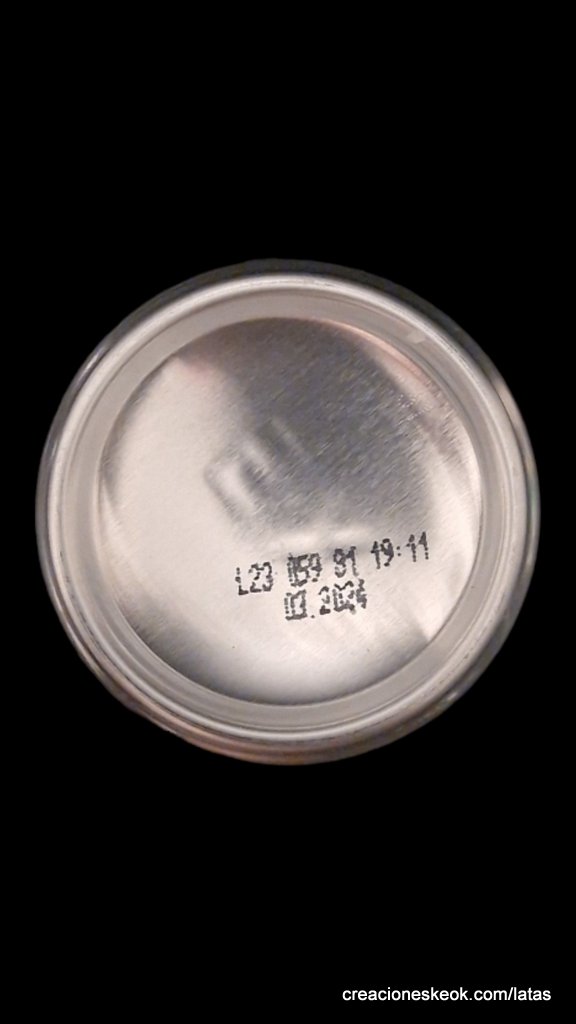 L23 059 91 19:11
03.2024
creacioneskeok.com/latas